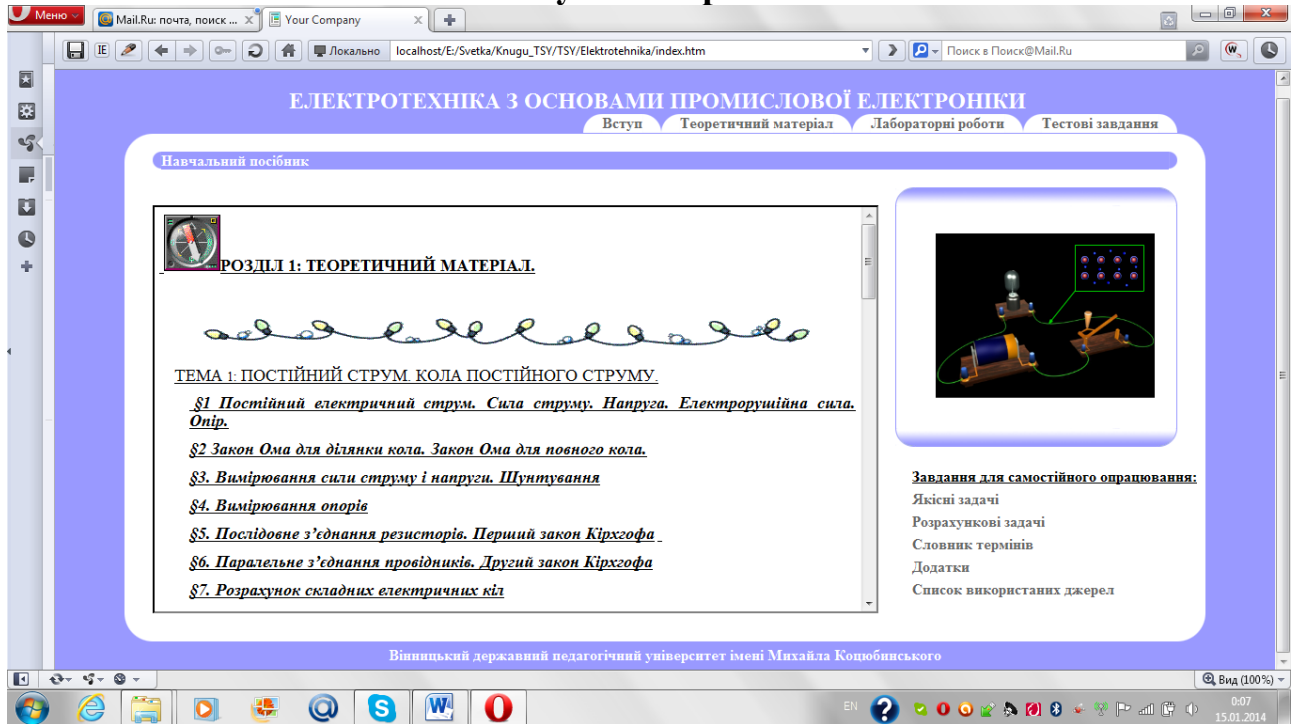 Меню
Mail.Ru: почта, поиск ...
Your Company
Локально
localhost/E:/Svetka/Knugu_TSY/TSY/Elektrotehnika/index.htm
Поиск в Поиск@Mail.Ru
ЕЛЕКТРОТЕХНІКА З ОСНОВАМИ ПРОМИСЛОВОЇ ЕЛЕКТРОНІКИ
Вступ
Теоретичний матеріал
Лабораторні роботи
Тестові завдання
Навчальний посібник
РОЗДІЛ 1: ТЕОРЕТИЧНИЙ МАТЕРІАЛ.
ТЕМА 1: ПОСТІЙНИЙ СТРУМ. КОЛА ПОСТІЙНОГО СТРУМУ.
§1 Постійний електричний струм. Сила струму. Напруга. Електрорушійна сила.
Опір.
§2 Закон Ома для ділянки кола. Закон Ома для повного кола.
§3. Вимірювання сили струму і напруги. Шунтування
§4. Вимірювання опорів
§5. Послідовне з’єднання резисторів. Перший закон Кірхгофа
§6. Паралельне з’єднання провідників. Другий закон Кірхгофа
§7. Розрахунок складних електричних кіл
Завдання для самостійного опрацювання:
Якісні задачі
Розрахункові задачі
Словник термінів
Додатки
Список використаних джерел
Вінницький державний педагогічний університет імені Михайла Коцюбинського
Вид (100%)
EN
0:07
15.01.2014